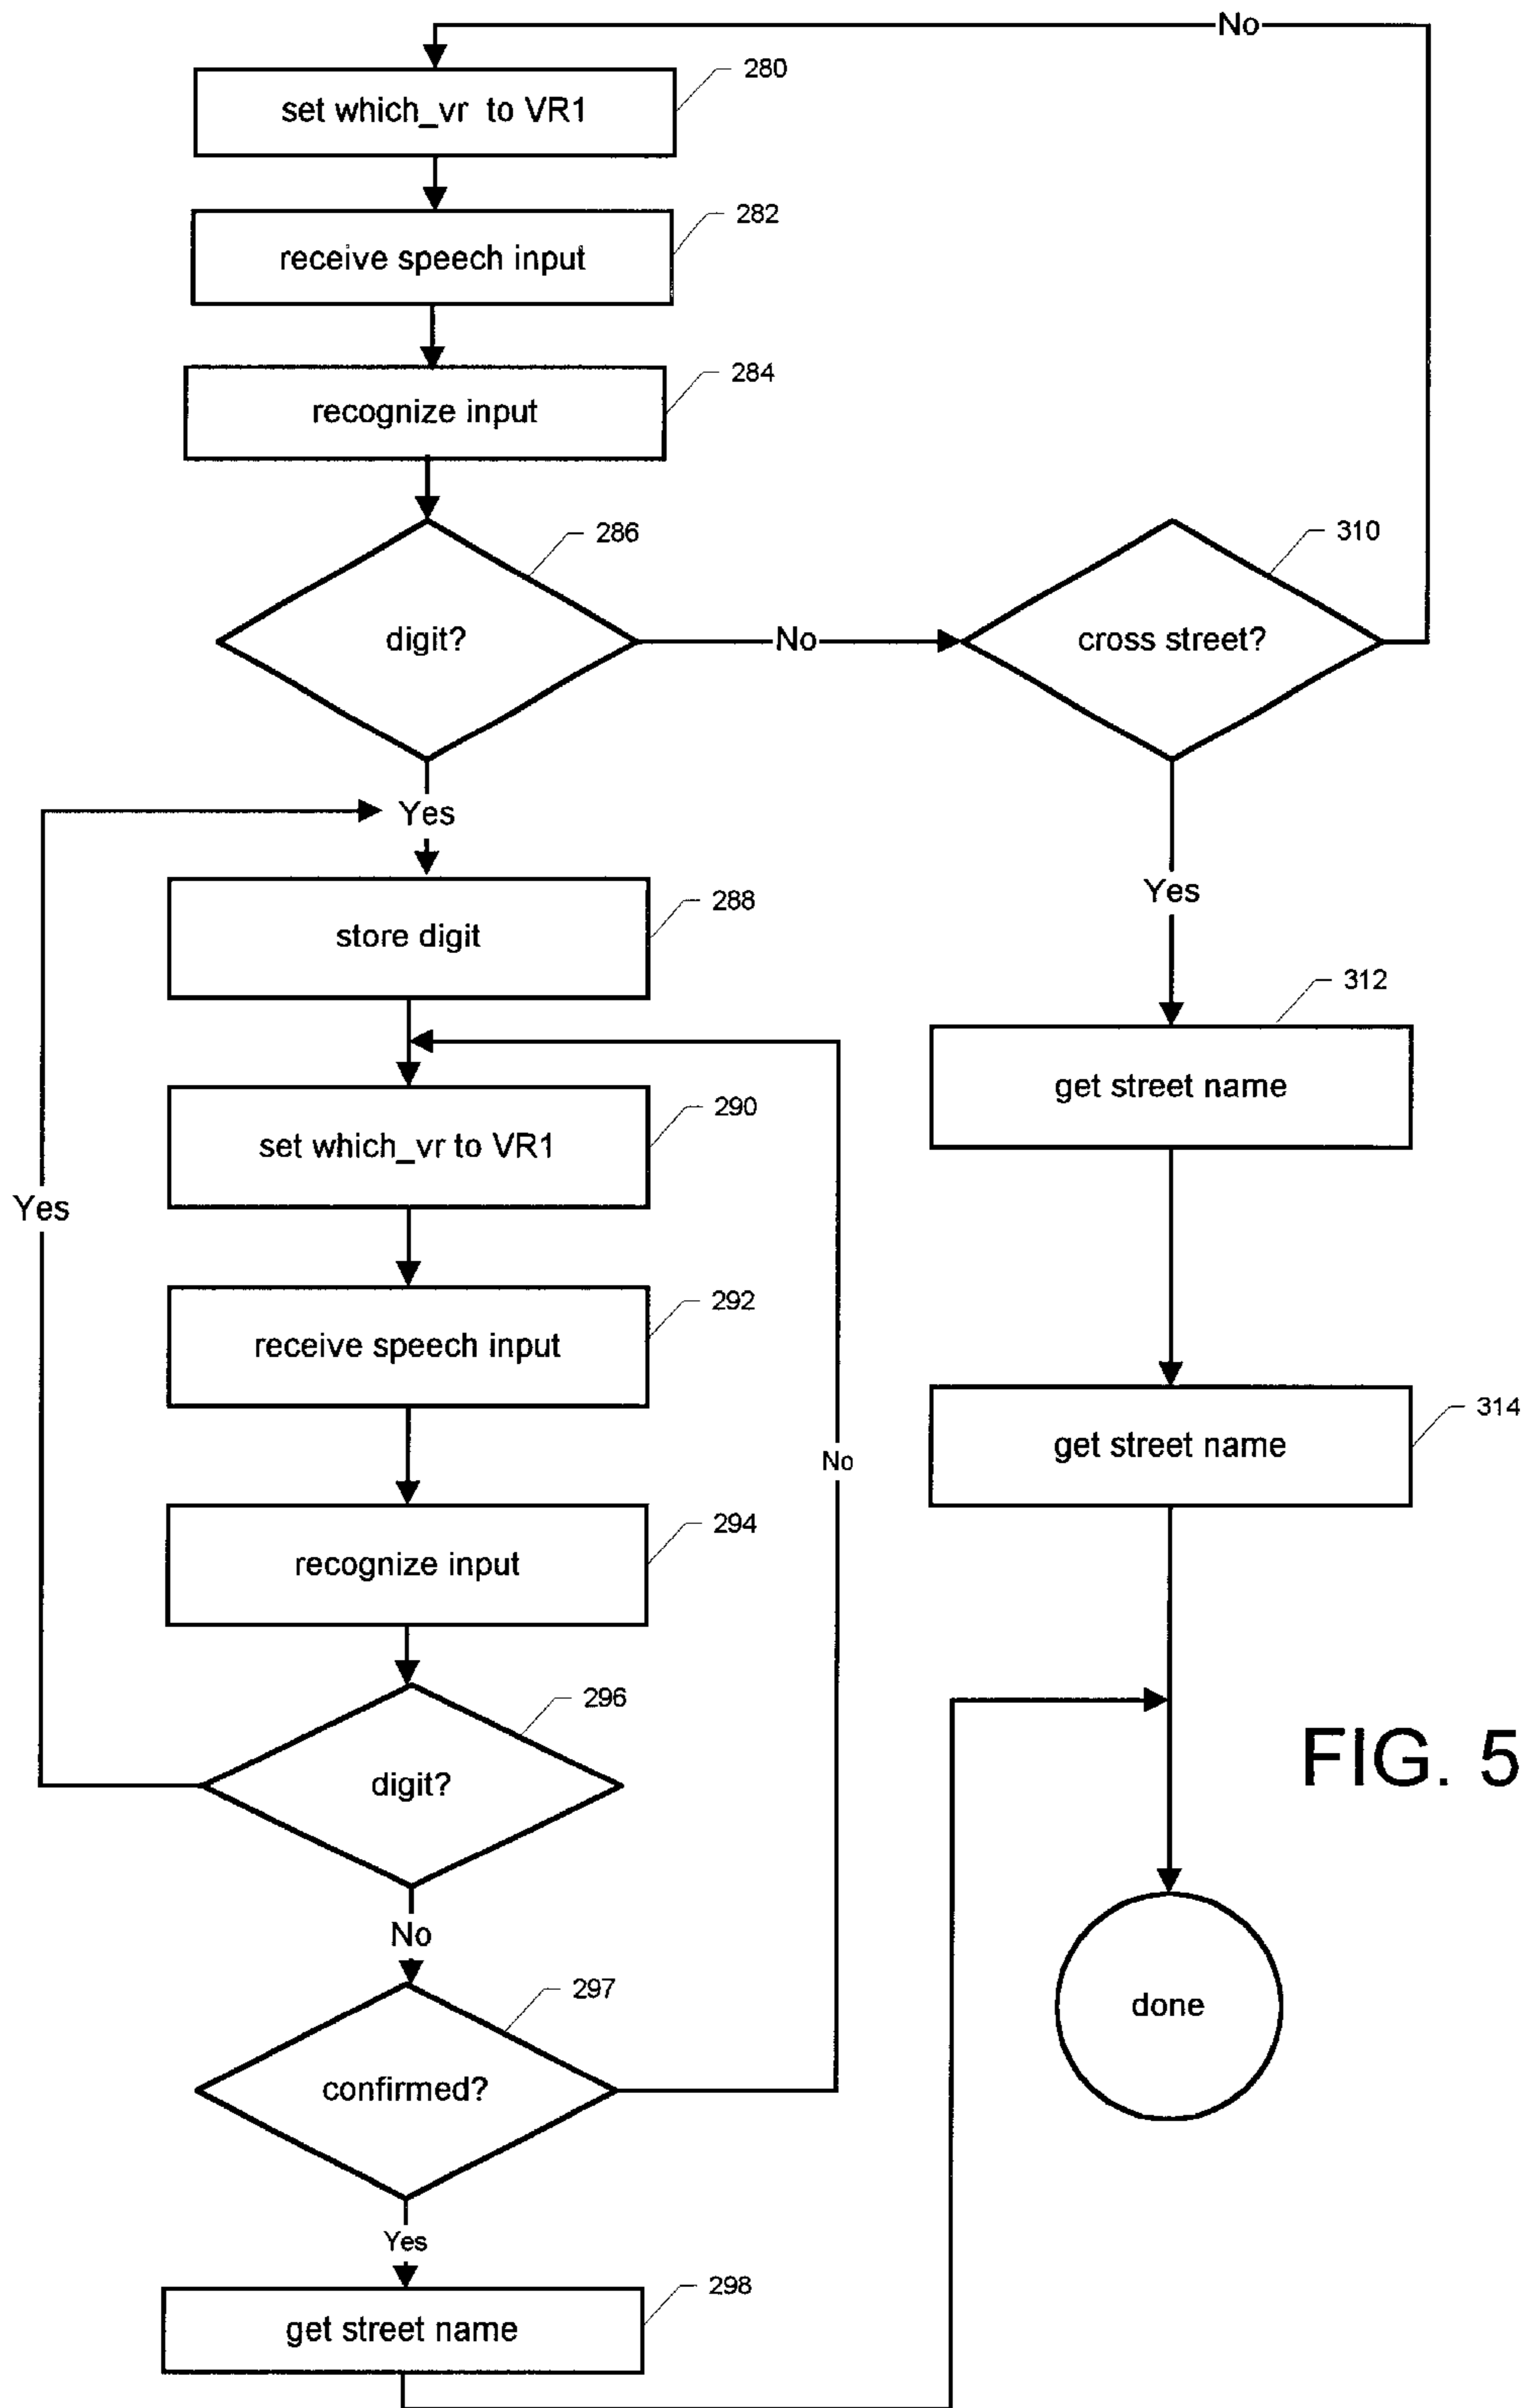 No
set which_vr to VR1
280
receive speech input
282
recognize input
284
digit?
286
No
cross street?
310
Yes
Yes
store digit
288
get street name
312
set which_vr to VR1
290
Yes
receive speech input
292
get street name
314
No
recognize input
294
digit?
296
FIG. 5
No
confirmed?
297
done
Yes
get street name
298